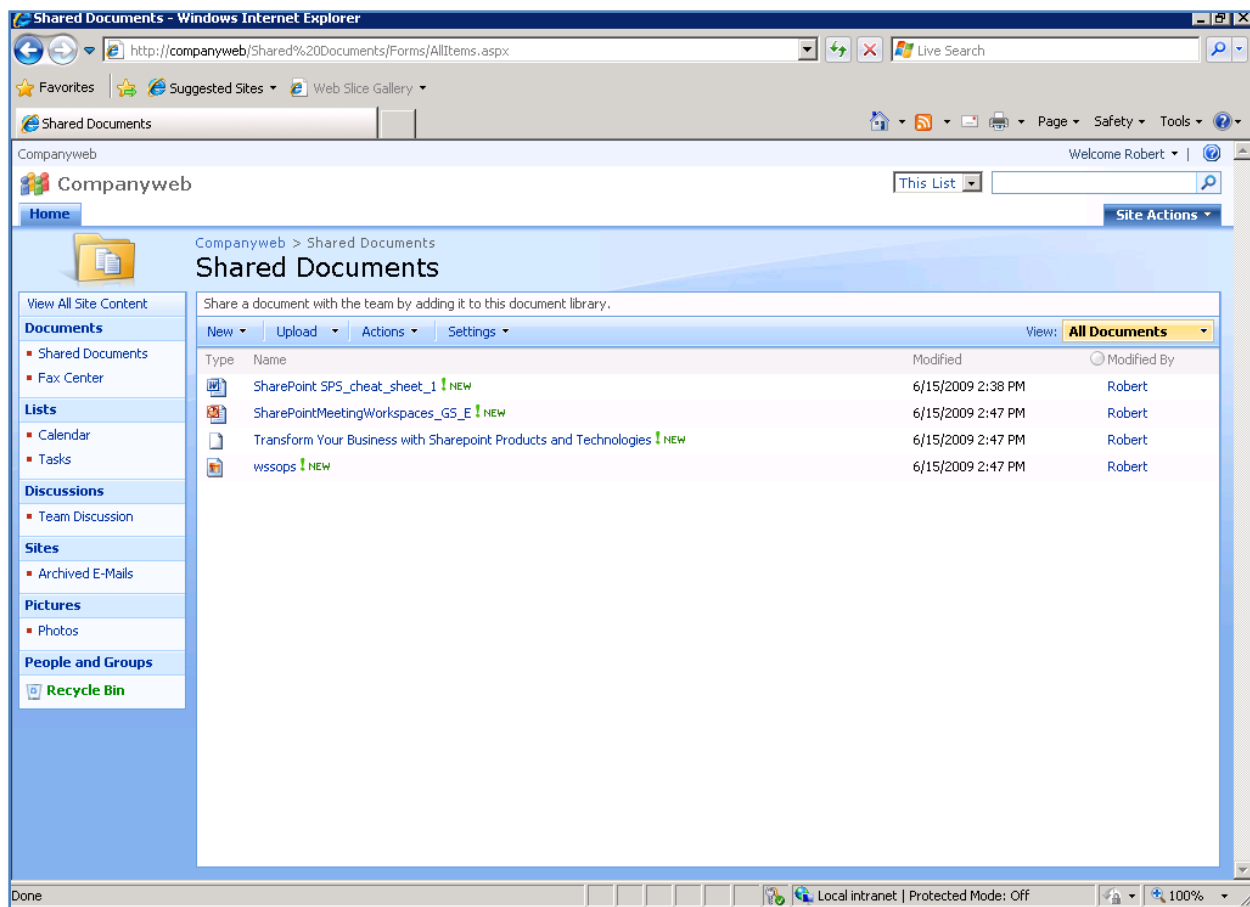 Shared Documents - Windows Internet Explorer
http://companyweb/Shared%20Documents/Forms/AllItems.aspx
Live Search
Favorites Suggested Sites Web Slice Gallery
Shared Documents Page Safety Tools
Companyweb Welcome Robert |
Companyweb This List
Home Site Actions
Companyweb > Shared Documents
Shared Documents
View All Site Content
Documents
Shared Documents
Fax Center
Lists
Calendar
Tasks
Discussions
Team Discussion
Sites
Archived E-Mails
Pictures
Photos
People and Groups
Recycle Bin
Share a document with the team by adding it to this document library.
New Upload Actions Settings View: All Documents
Type Name Modified Modified By
SharePoint SPS_cheat_sheet_1 ! NEW 6/15/2009 2:38 PM Robert
SharePointMeetingWorkspaces_GS_E ! NEW 6/15/2009 2:47 PM Robert
Transform Your Business with Sharepoint Products and Technologies ! NEW 6/15/2009 2:47 PM Robert
wssops ! NEW 6/15/2009 2:47 PM Robert
Done Local intranet | Protected Mode: Off 100%